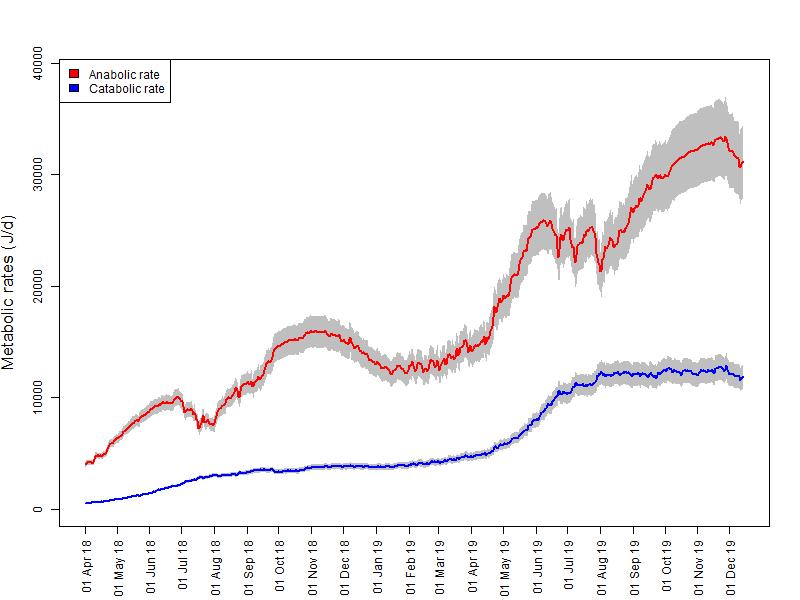 Anabolic rate
Catabolic rate
Metabolic rates (J/d)
40000
30000
20000
10000
0
01 Apr 18
01 May 18
01 Jun 18
01 Jul 18
01 Aug 18
01 Sep 18
01 Oct 18
01 Nov 18
01 Dec 18
01 Jan 19
01 Feb 19
01 Mar 19
01 Apr 19
01 May 19
01 Jun 19
01 Jul 19
01 Aug 19
01 Sep 19
01 Oct 19
01 Nov 19
01 Dec 19